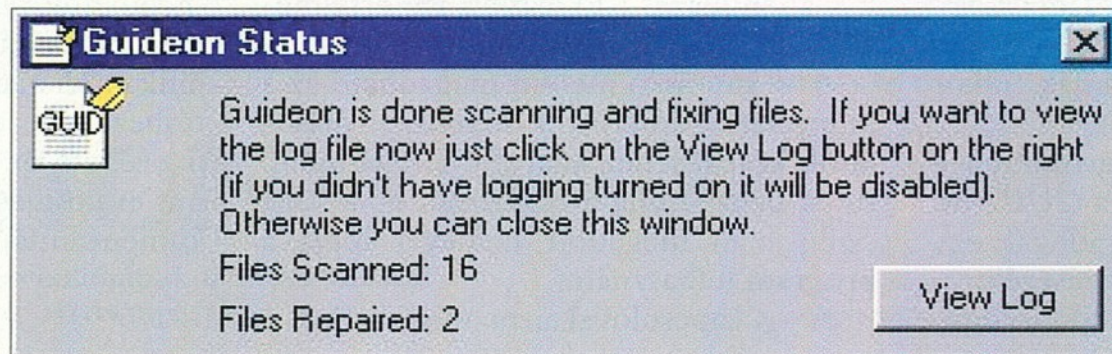 Guideon Status
GUID
Guideon is done scanning and fixing files. If you want to view
the log file now just click on the View Log button on the right
(if you didn't have logging turned on it will be disabled).
Otherwise you can close this window.
Files Scanned: 16
Files Repaired: 2
View Log